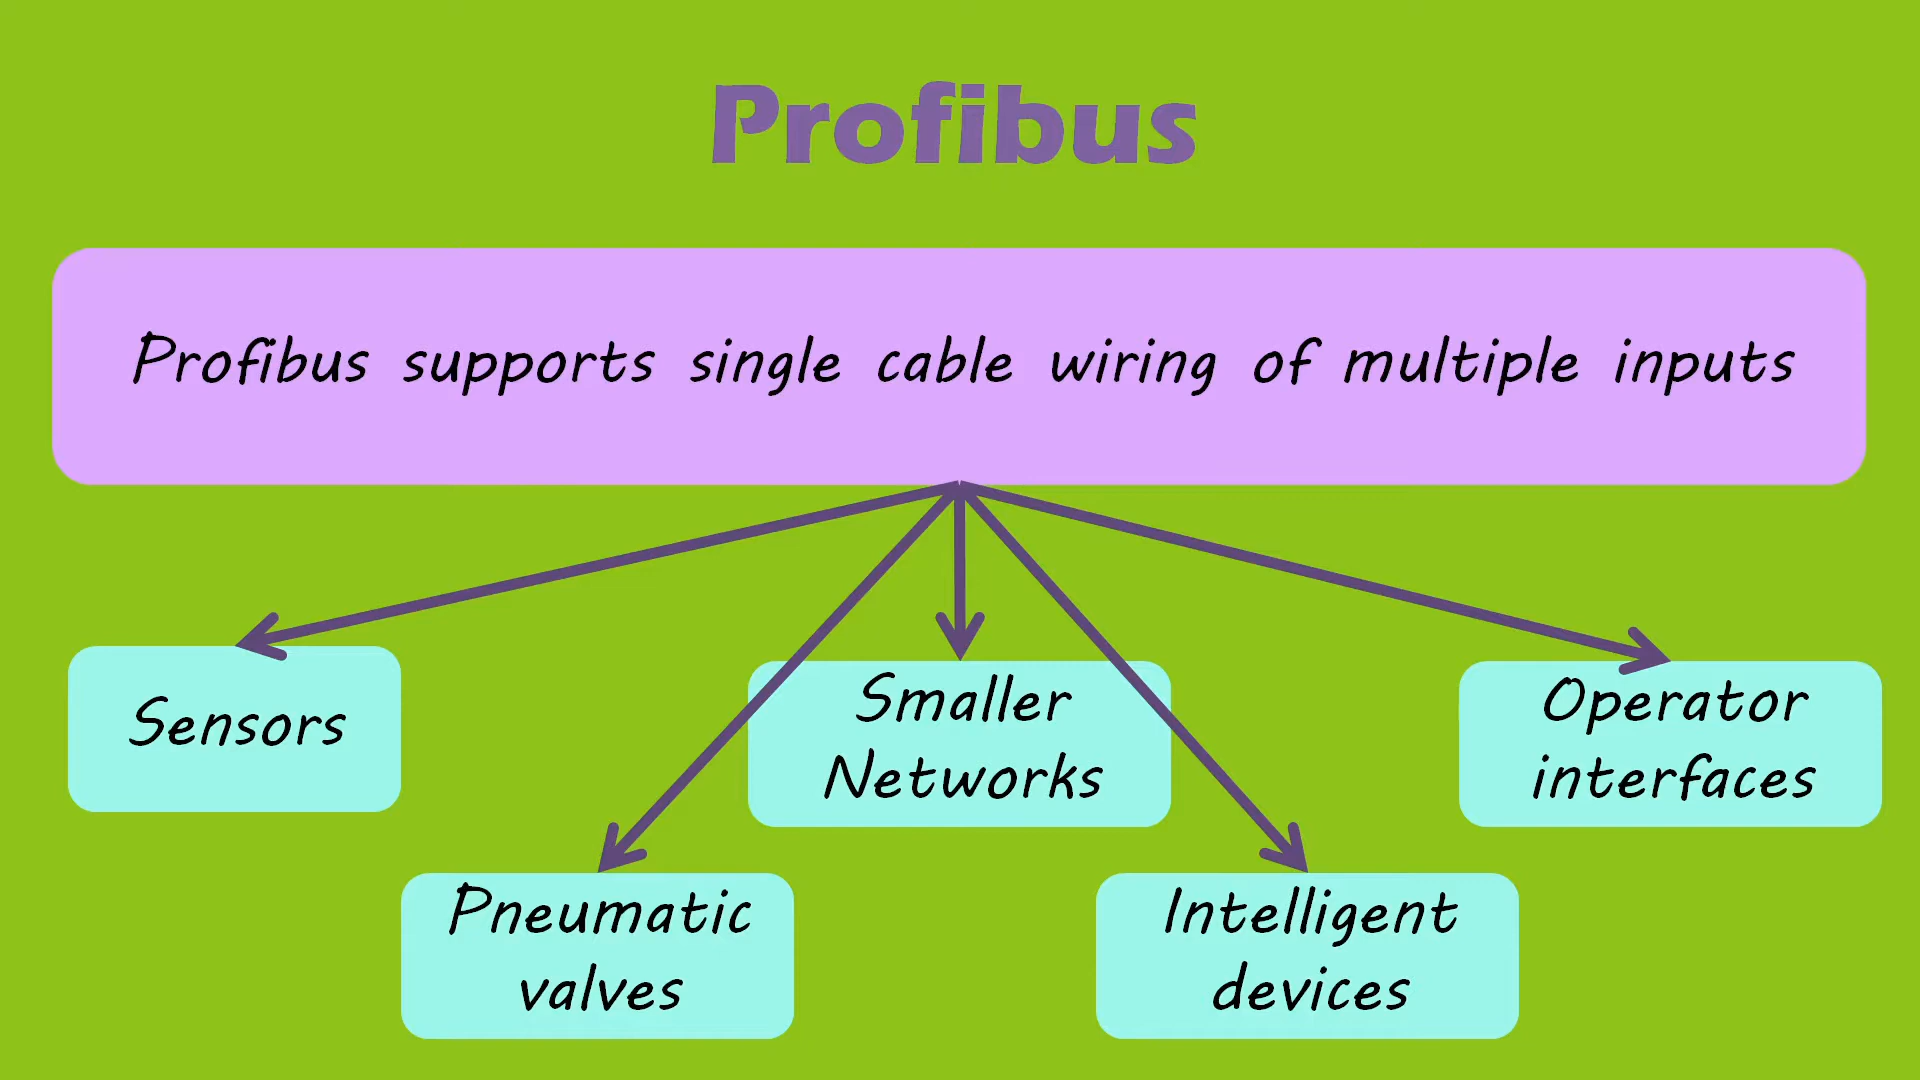 Profibus
Profibus supports single cable wiring of multiple inputs
Sensors
Smaller
Networks
Operator
interfaces
Pneumatic
valves
Intelligent
devices